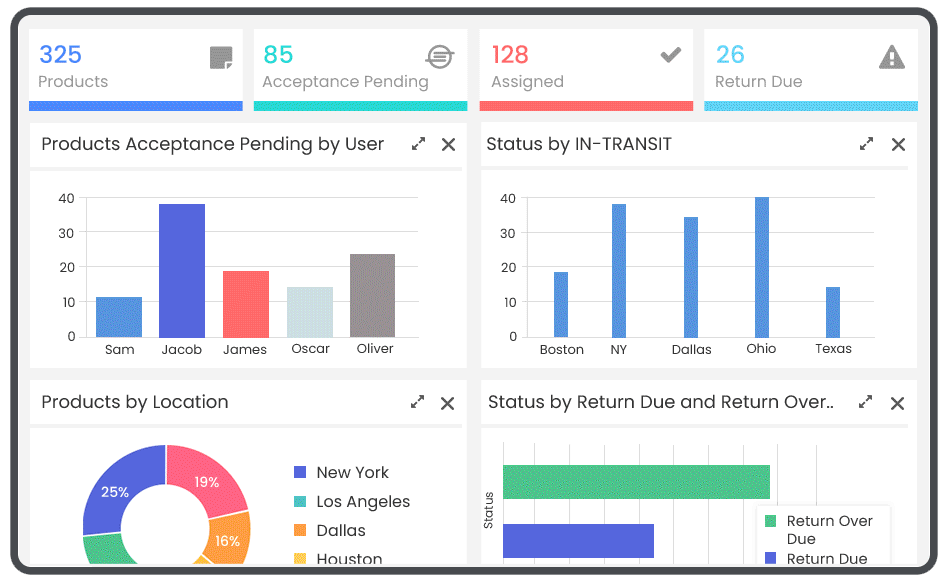 325
Products
85
Acceptance Pending
128
Assigned
26
Return Due
Products Acceptance Pending by User
40
30
20
10
0
Sam Jacob James Oscar Oliver
Status by IN-TRANSIT
40
30
20
10
0
Boston NY Dallas Ohio Texas
Products by Location
25%
19%
16%
New York
Los Angeles
Dallas
Houston
Status by Return Due and Return Over..
Status
Return Over
Due
Return Due